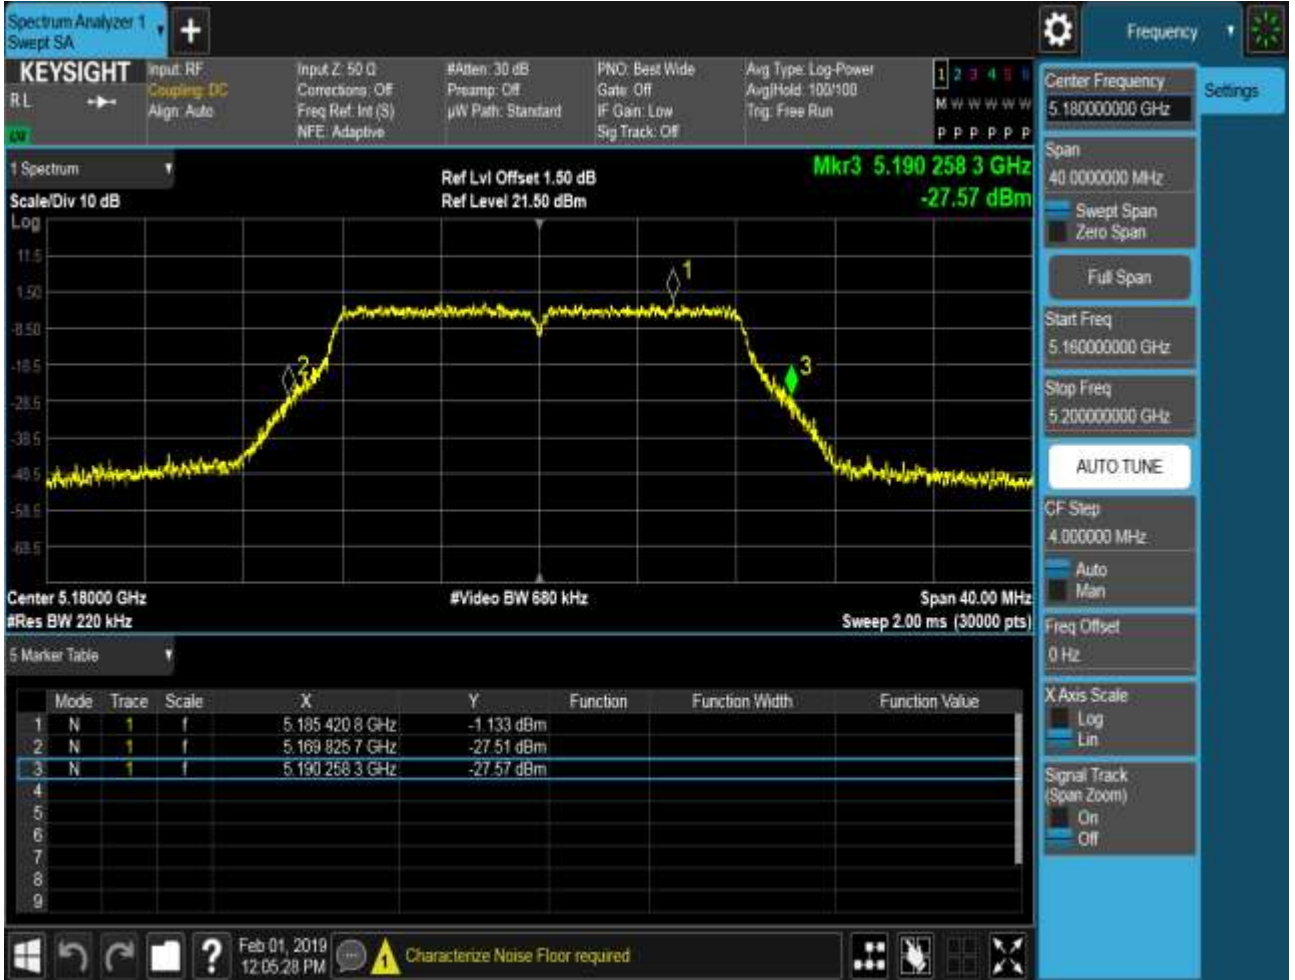 Spectrum Analyzer 1
Swept SA
Frequency
KEYSIGHT
R L
Input: RF
Coupling: DC
Align: Auto
Input Z: 50 Ω
Corrections: Off
Freq Ref: Int (S)
NFE: Adaptive
#Atten: 30 dB
Preamp: Off
µW Path: Standard
PNO: Best Wide
Gate: Off
IF Gain: Low
Sig Track: Off
Avg Type: Log-Power
Avg|Hold: 100/100
Trig: Free Run
1 2 3 4 5 6
M W W W W W
P P P P P P
1 Spectrum
Scale/Div 10 dB
Log
Ref Lvl Offset 1.50 dB
Ref Level 21.50 dBm
Mkr3 5.190 258 3 GHz
-27.57 dBm
11.5
1.50
-8.50
-18.5
-28.5
-38.5
-48.5
-58.5
-68.5
1
2
3
Center 5.18000 GHz
#Res BW 220 kHz
#Video BW 680 kHz
Span 40.00 MHz
Sweep 2.00 ms (30000 pts)
5 Marker Table
Mode Trace Scale X Y Function Function Width Function Value
1 N 1 f 5.185 420 8 GHz -1.133 dBm
2 N 1 f 5.169 825 7 GHz -27.51 dBm
3 N 1 f 5.190 258 3 GHz -27.57 dBm
4
5
6
7
8
9
Feb 01, 2019
12:05:28 PM
?
1
Characterize Noise Floor required
Center Frequency
5.180000000 GHz
Settings
Span
40.0000000 MHz
Swept Span
Zero Span
Full Span
Start Freq
5.160000000 GHz
Stop Freq
5.200000000 GHz
AUTO TUNE
CF Step
4.000000 MHz
Auto
Man
Freq Offset
0 Hz
X Axis Scale
Log
Lin
Signal Track
(Span Zoom)
On
Off